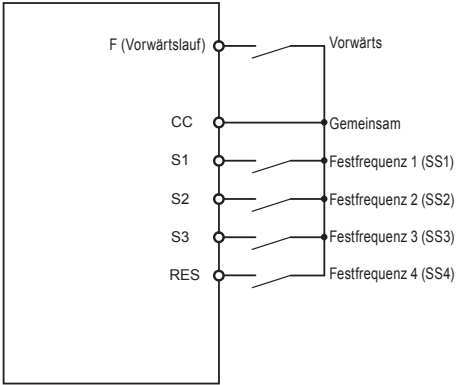 F (Vorwärtslauf) Vorwärts
CC Gemeinsam
S1 Festfrequenz 1 (SS1)
S2 Festfrequenz 2 (SS2)
S3 Festfrequenz 3 (SS3)
RES Festfrequenz 4 (SS4)